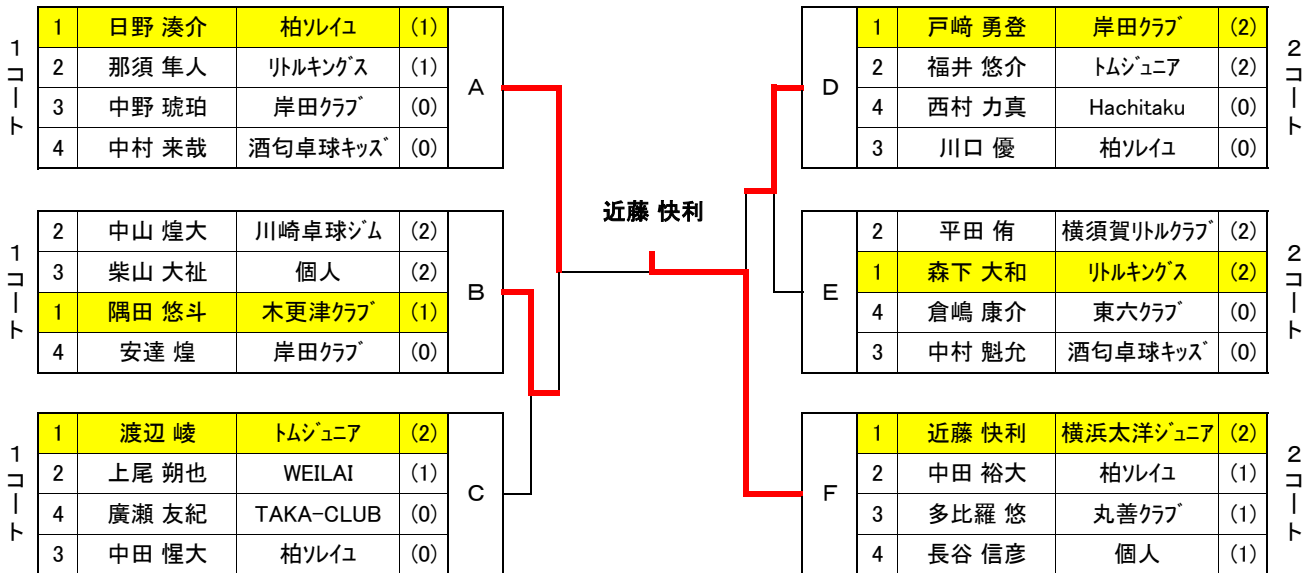 1コート
1 日野 湊介 柏ソレイユ (1)
2 那須 隼人 リトルキングス (1)
3 中野 琥珀 岸田クラブ (0)
4 中村 来哉 酒匂卓球キッズ (0)
A
1コート
2 中山 煌大 川崎卓球ジム (2)
3 柴山 大祉 個人 (2)
1 隅田 悠斗 木更津クラブ (1)
4 安達 煌 岸田クラブ (0)
B
1コート
1 渡辺 崚 トムジュニア (2)
2 上尾 朔也 WEILAI (1)
4 廣瀬 友紀 TAKA-CLUB (0)
3 中田 惺大 柏ソレイユ (0)
C
近藤 快利
D
1 戸﨑 勇登 岸田クラブ (2)
2 福井 悠介 トムジュニア (2)
4 西村 力真 Hachitaku (0)
3 川口 優 柏ソレイユ (0)
2コート
E
2 平田 侑 横須賀リトルクラブ (2)
1 森下 大和 リトルキングス (2)
4 倉嶋 康介 東六クラブ (0)
3 中村 魁允 酒匂卓球キッズ (0)
2コート
F
1 近藤 快利 横浜太洋ジュニア (2)
2 中田 裕大 柏ソレイユ (1)
3 多比羅 悠 丸善クラブ (1)
4 長谷 信彦 個人 (1)
2コート